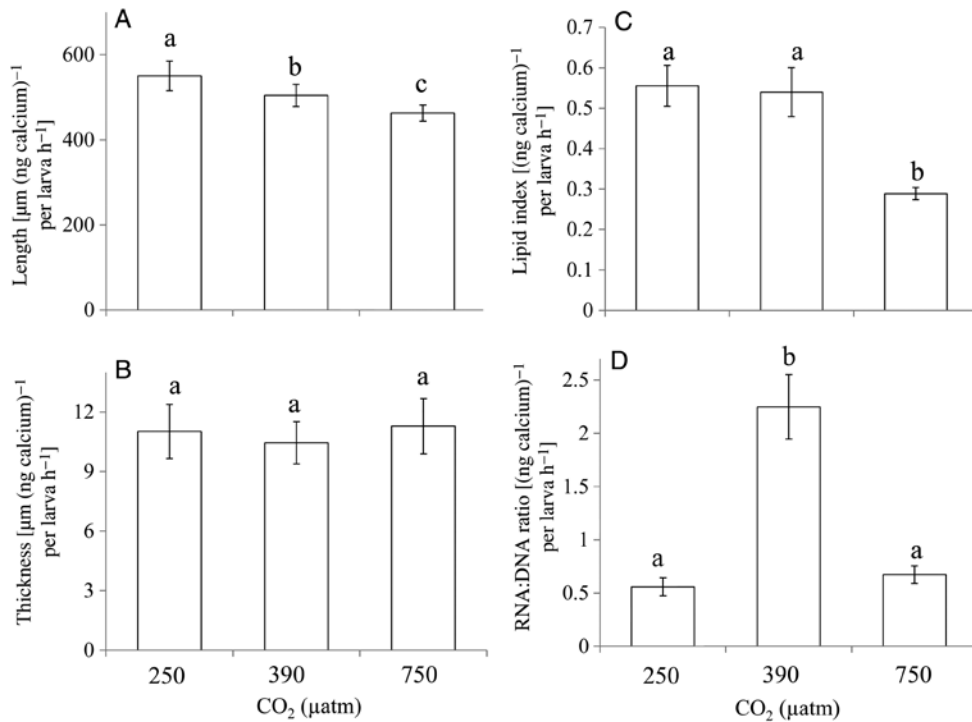 A
a
b
c
Length [µm (ng calcium)⁻¹
per larva h⁻¹]
600
400
200
0
B
a
a
a
Thickness [µm (ng calcium)⁻¹
per larva h⁻¹]
12
9
6
3
0
250
390
750
CO₂ (µatm)
C
a
a
b
Lipid index [(ng calcium)⁻¹
per larva h⁻¹]
0.7
0.6
0.5
0.4
0.3
0.2
0.1
0
D
a
b
a
RNA:DNA ratio [(ng calcium)⁻¹
per larva h⁻¹]
2.5
2
1.5
1
0.5
0
250
390
750
CO₂ (µatm)